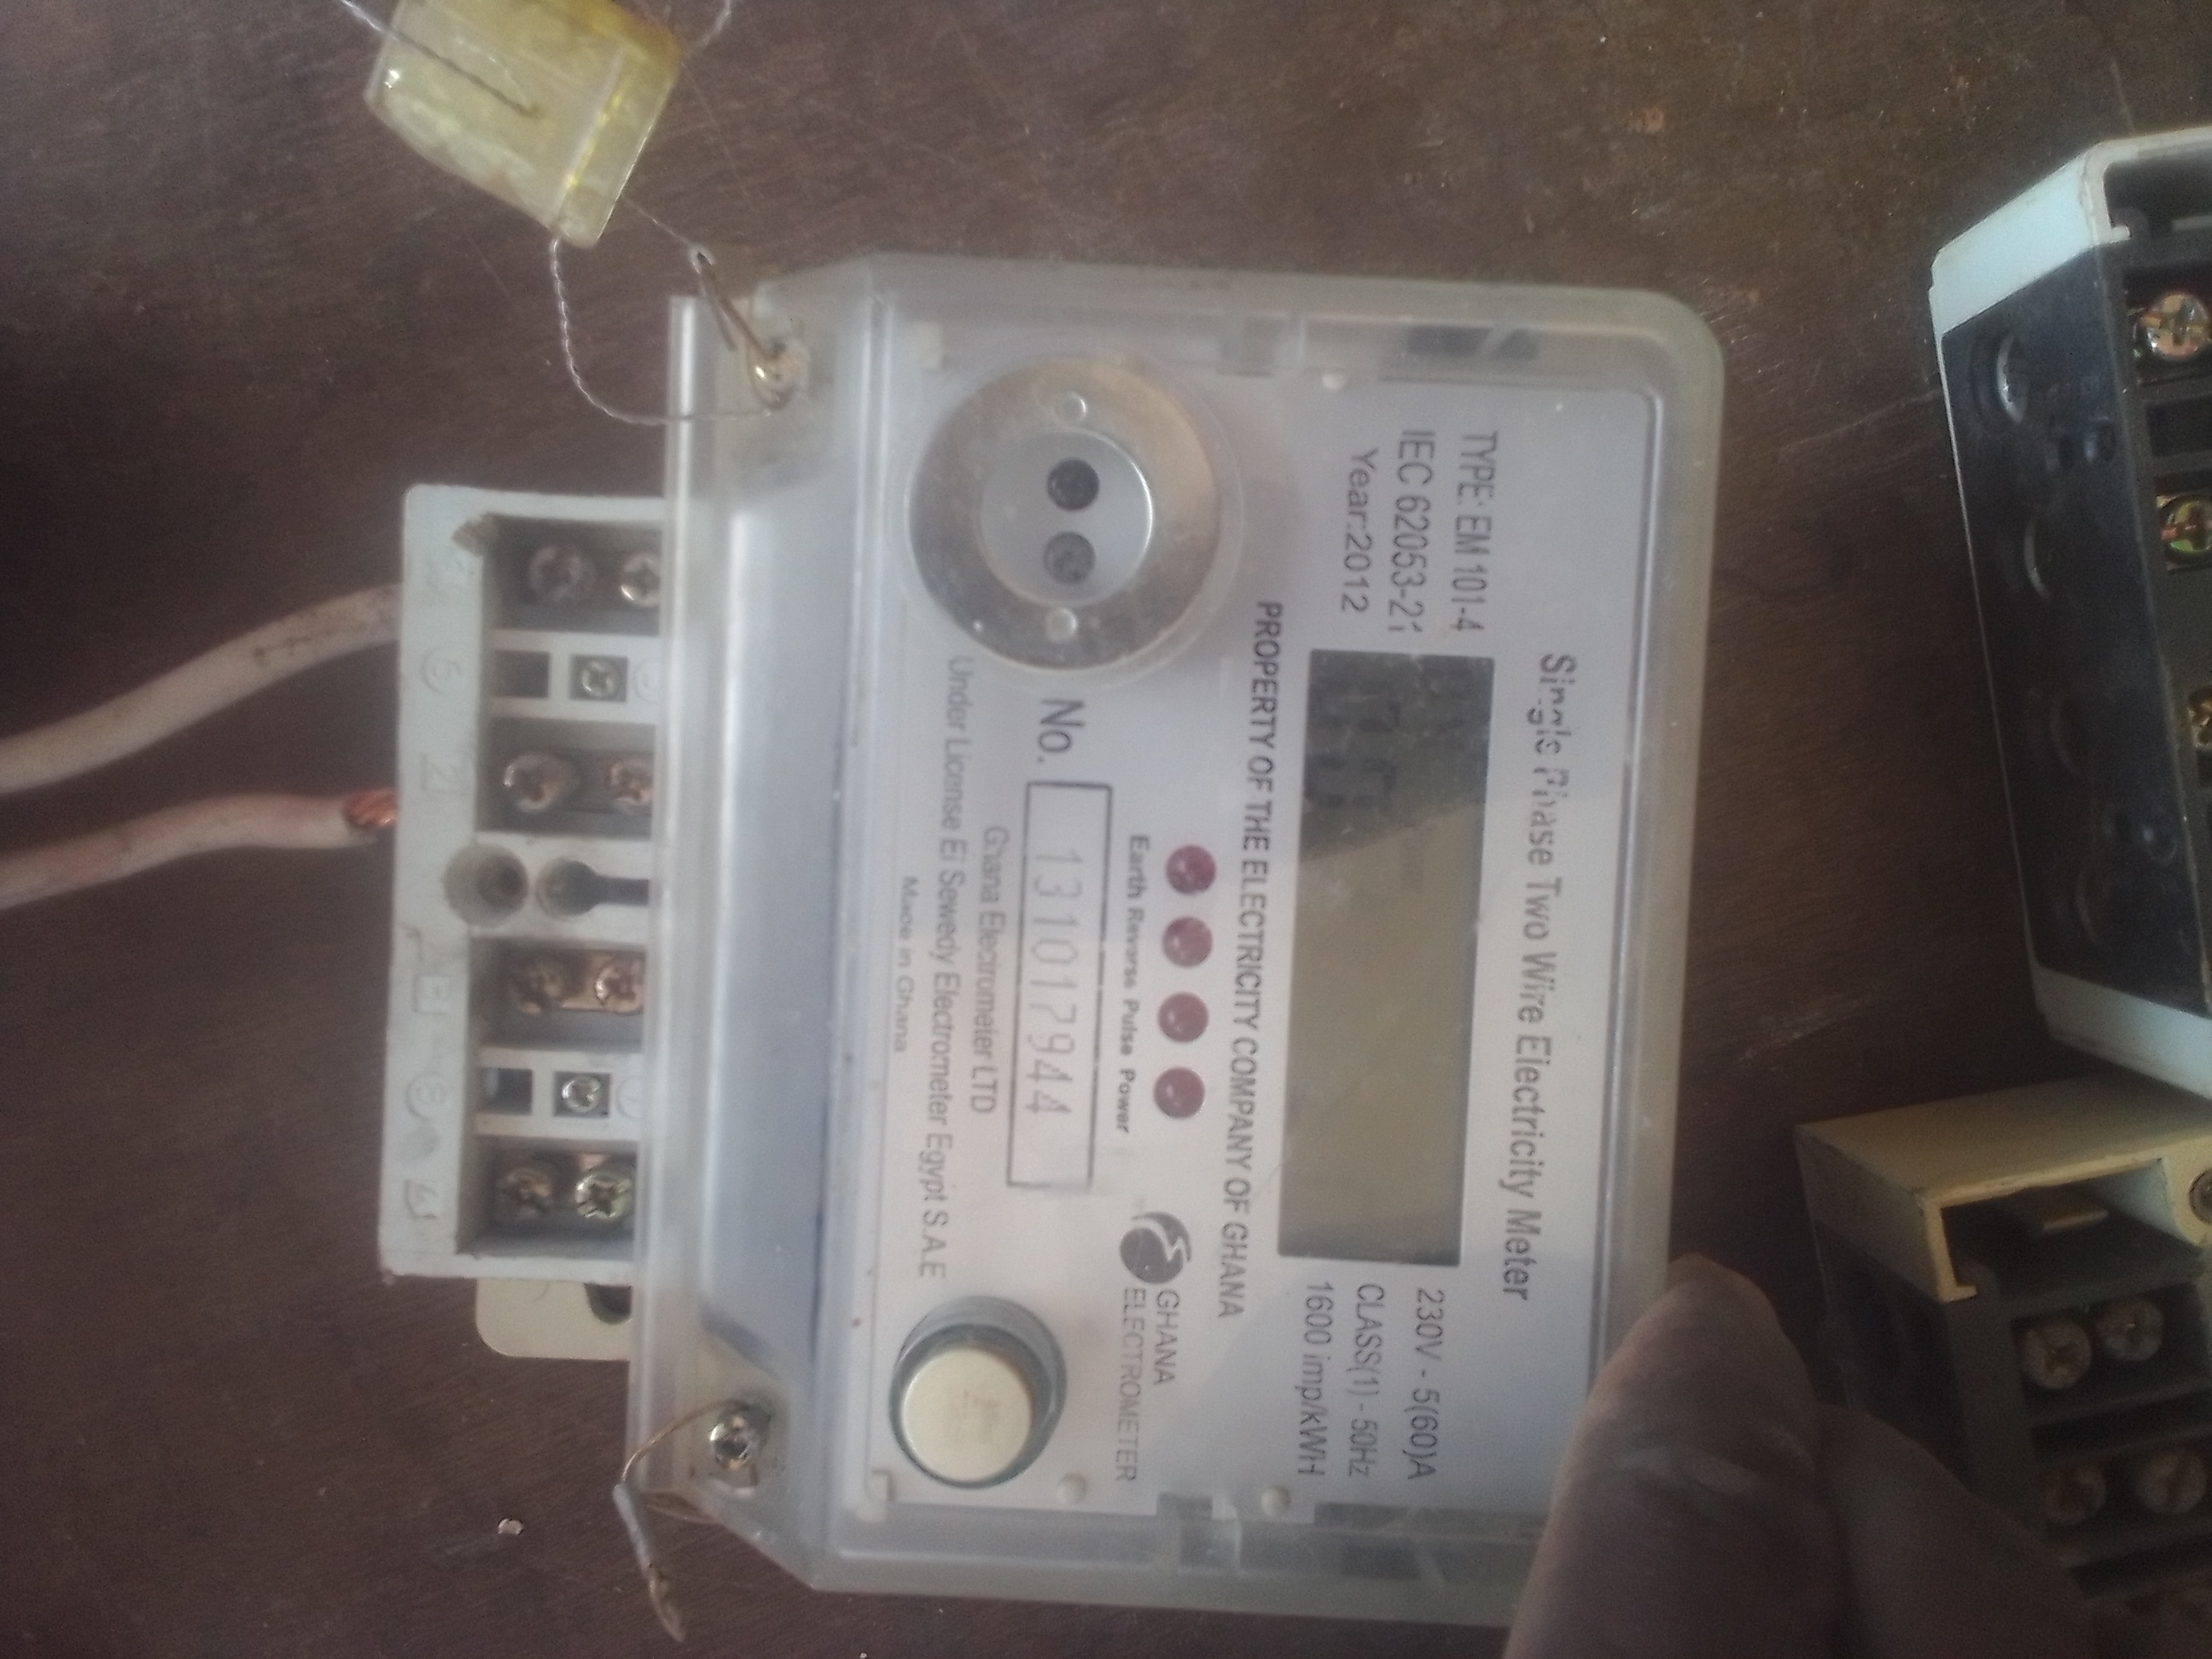 Single Phase Two Wire Electricity Meter
TYPE: EM 101-4
IEC 62053-21
Year:2012
230V - 5(60)A
CLASS(1) - 50Hz
1600 imp/kWH
PROPERTY OF THE ELECTRICITY COMPANY OF GHANA
Earth Reverse Pulse Power
GHANA
ELECTROMETER
No. 131017944
Ghana Electrometer LTD
Under License El Sewedy Electrometer Egypt S.A.E
Made in Ghana